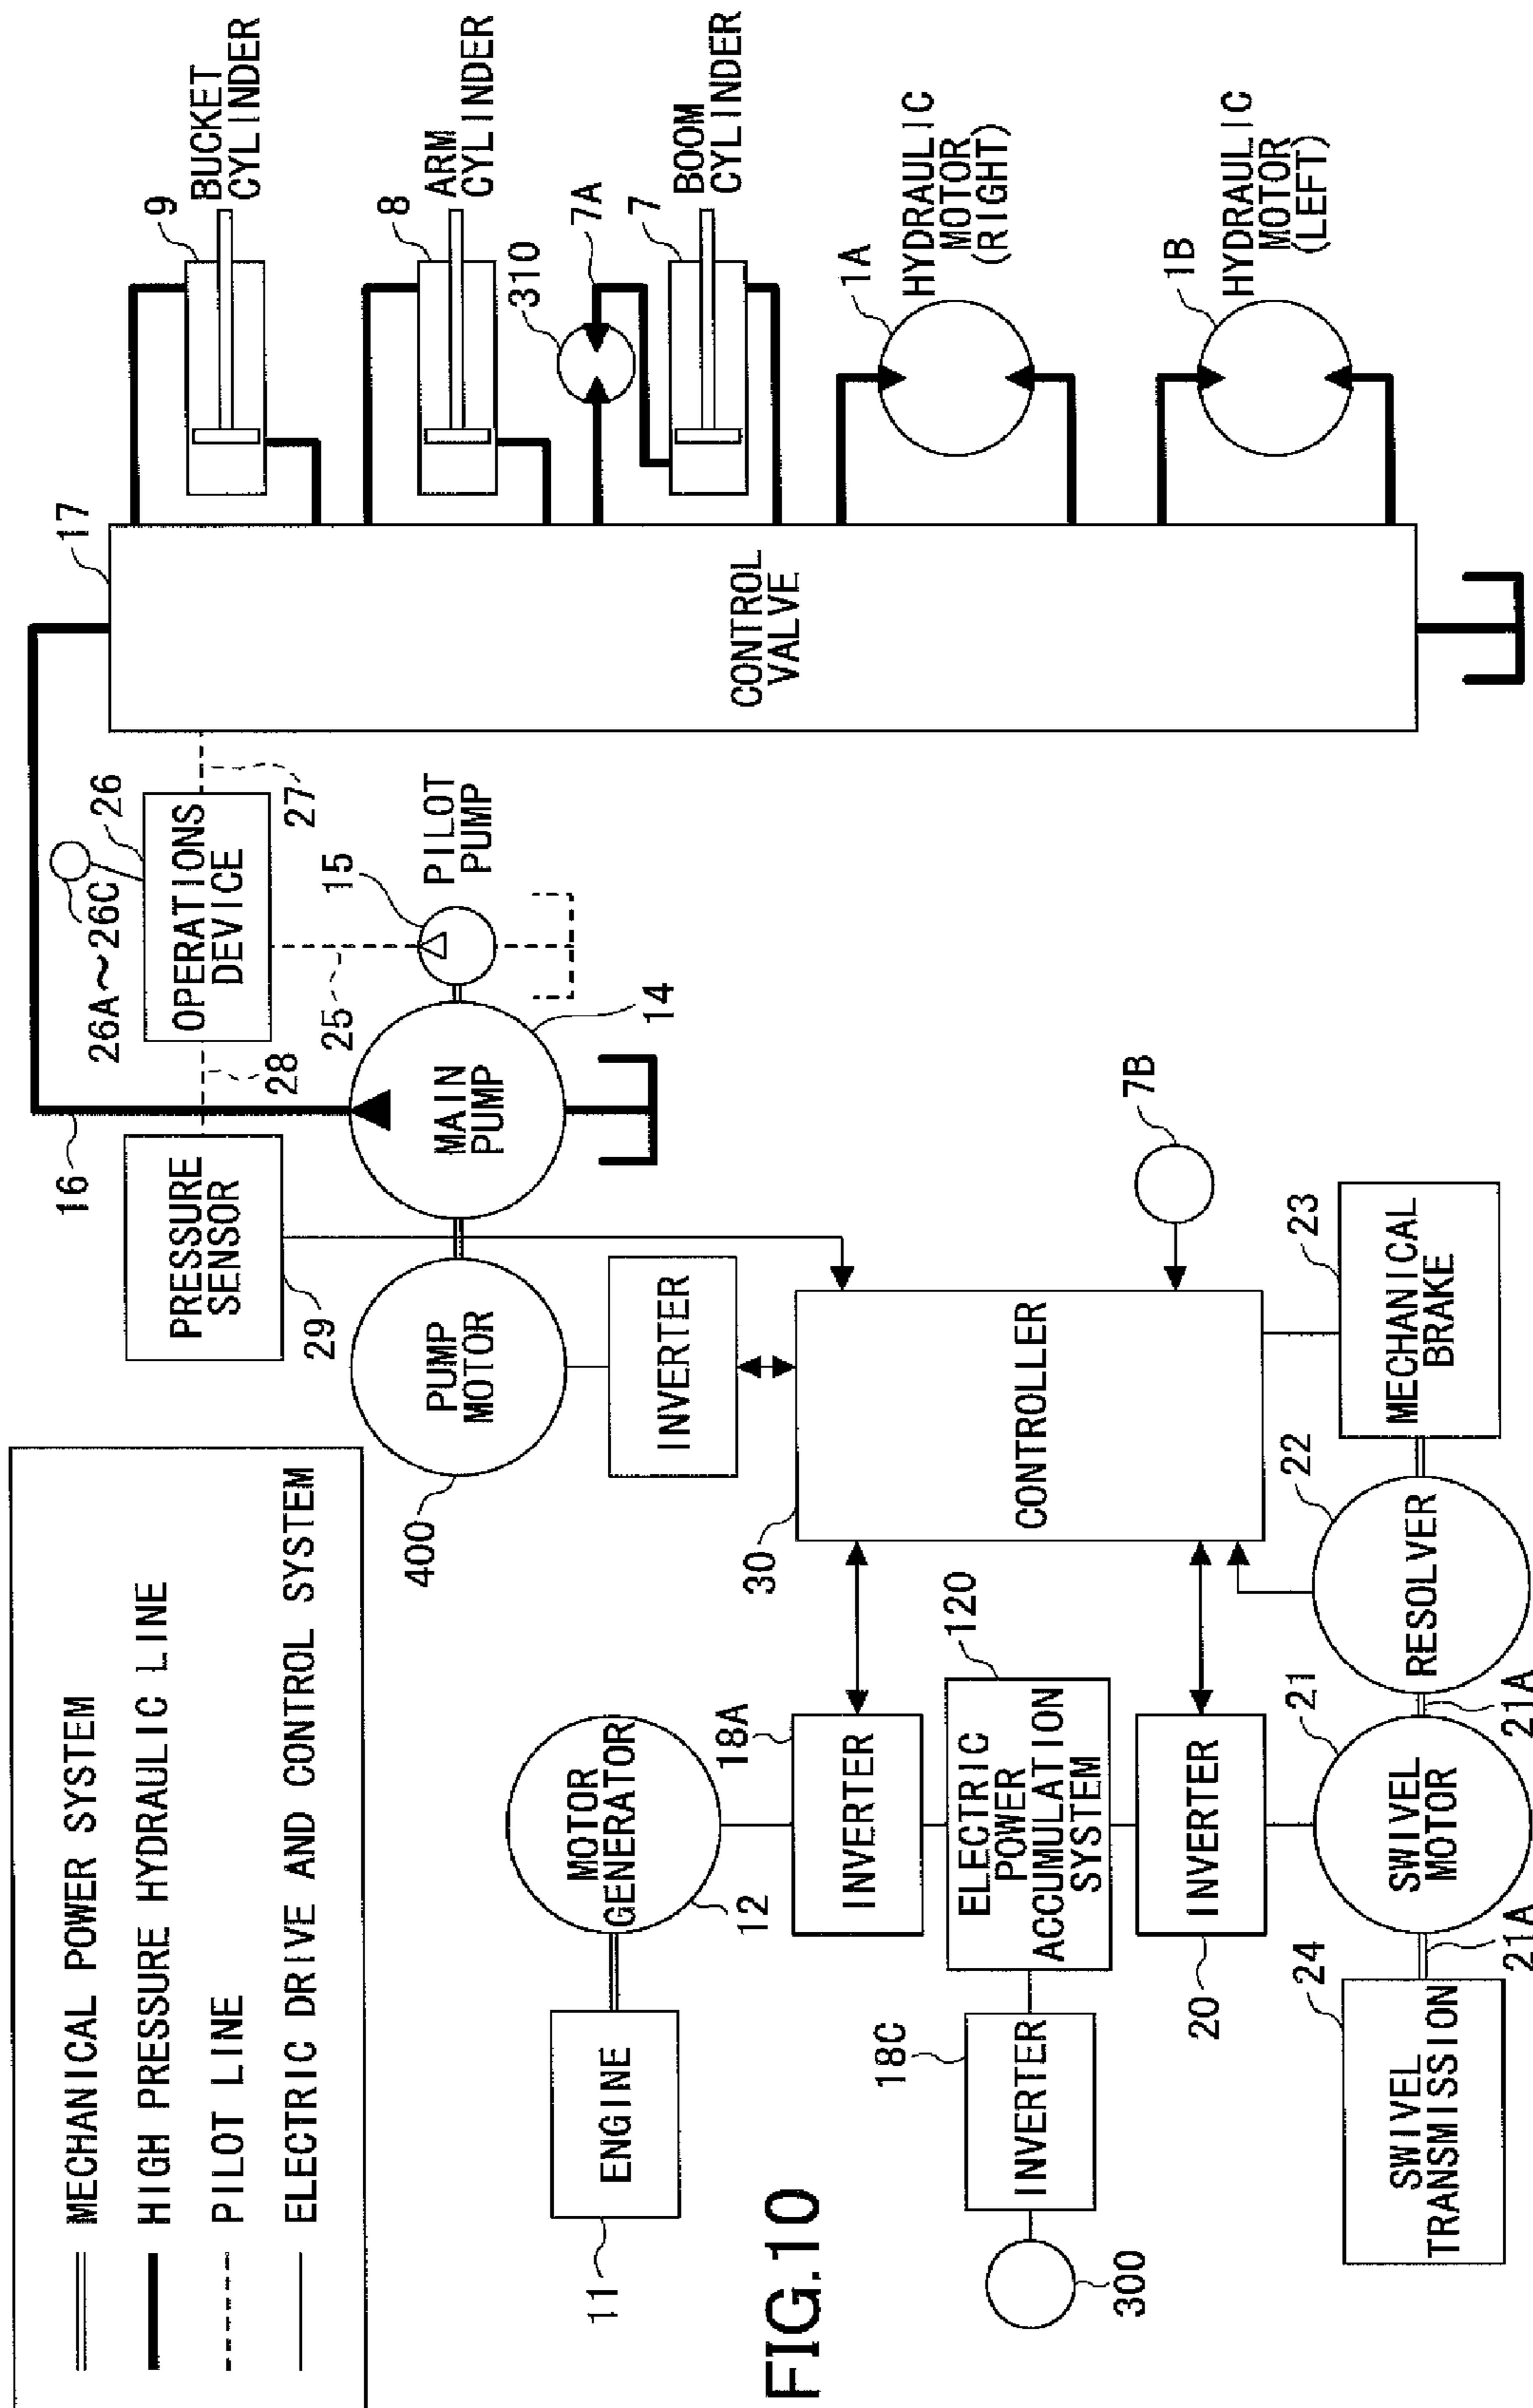 FIG.10
MECHANICAL POWER SYSTEM
HIGH PRESSURE HYDRAULIC LINE
PILOT LINE
ELECTRIC DRIVE AND CONTROL SYSTEM
11
ENGINE
MOTOR
GENERATOR
12
18A
INVERTER
300
18C
INVERTER
120
ELECTRIC
POWER
ACCUMULATION
SYSTEM
20
INVERTER
24
SWIVEL
TRANSMISSION
21A
21
SWIVEL
MOTOR
21A
22
RESOLVER
23
MECHANICAL
BRAKE
30
CONTROLLER
7B
400
PUMP
MOTOR
INVERTER
29
PRESSURE
SENSOR
16
28
MAIN
PUMP
14
26A~26C
26
OPERATIONS
DEVICE
25
27
15
PILOT
PUMP
17
CONTROL
VALVE
9
BUCKET
CYLINDER
8
ARM
CYLINDER
310
7A
7
BOOM
CYLINDER
1A
HYDRAULIC
MOTOR
(RIGHT)
1B
HYDRAULIC
MOTOR
(LEFT)